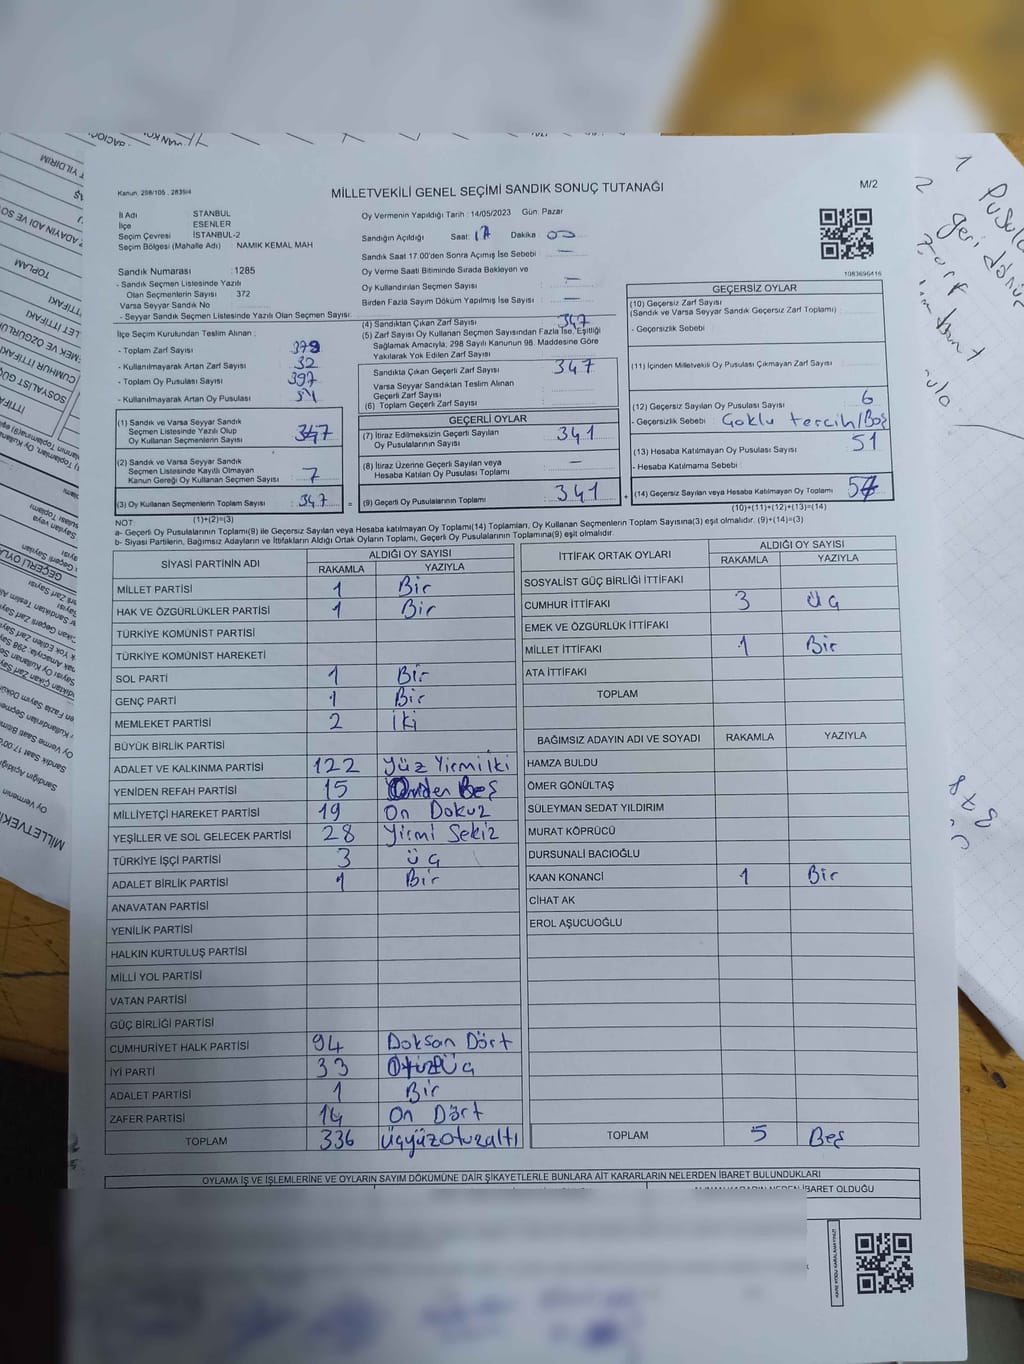 Kanun: 298/105 , 2839/4
MİLLETVEKİLİ GENEL SEÇİMİ SANDIK SONUÇ TUTANAĞI
M/2
İl Adı STANBUL
İlçe ESENLER
Seçim Çevresi İSTANBUL-2
Seçim Bölgesi (Mahalle Adı) NAMIK KEMAL MAH
Oy Vermenin Yapıldığı Tarih : 14/05/2023 Gün: Pazar
Sandığın Açıldığı Saat: 17 Dakika : 00
Sandık Saat 17.00'den Sonra Açılmış İse Sebebi : —
Oy Verme Saati Bitiminde Sırada Bekleyen ve
Oy Kullandırılan Seçmen Sayısı : —
Birden Fazla Sayım Döküm Yapılmış İse Sayısı : —
1083696416
Sandık Numarası : 1285
- Sandık Seçmen Listesinde Yazılı
Olan Seçmenlerin Sayısı : 372
Varsa Seyyar Sandık No
- Seyyar Sandık Seçmen Listesinde Yazılı Olan Seçmen Sayısı:
İlçe Seçim Kurulundan Teslim Alınan :
- Toplam Zarf Sayısı : 379
- Kullanılmayarak Artan Zarf Sayısı : 32
- Toplam Oy Pusulası Sayısı : 397
- Kullanılmayarak Artan Oy Pusulası :
(1) Sandık ve Varsa Seyyar Sandık
Seçmen Listesinde Yazılı Olup
Oy Kullanan Seçmenlerin Sayısı : 347
(2) Sandık ve Varsa Seyyar Sandık
Seçmen Listesinde Kayıtlı Olmayan
Kanun Gereği Oy Kullanan Seçmen Sayısı : 7
(3) Oy Kullanan Seçmenlerin Toplam Sayısı : 347
(1)+(2)=(3)
(4) Sandıktan Çıkan Zarf Sayısı : 347
(5) Zarf Sayısı Oy Kullanan Seçmen Sayısından Fazla İse, Eşitliği
Sağlamak Amacıyla; 298 Sayılı Kanunun 98. Maddesine Göre
Yakılarak Yok Edilen Zarf Sayısı
Sandıkta Çıkan Geçerli Zarf Sayısı : 347
Varsa Seyyar Sandıktan Teslim Alınan
Geçerli Zarf Sayısı
(6) Toplam Geçerli Zarf Sayısı :
GEÇERLİ OYLAR
(7) İtiraz Edilmeksizin Geçerli Sayılan
Oy Pusulalarının Sayısı : 341
(8) İtiraz Üzerine Geçerli Sayılan veya
Hesaba Katılan Oy Pusulası Toplamı : —
= (9) Geçerli Oy Pusulalarının Toplamı : 341 +
GEÇERSİZ OYLAR
(10) Geçersiz Zarf Sayısı
(Sandık ve Varsa Seyyar Sandık Geçersiz Zarf Toplamı) :
- Geçersizlik Sebebi
(11) İçinden Milletvekili Oy Pusulası Çıkmayan Zarf Sayısı
(12) Geçersiz Sayılan Oy Pusulası Sayısı : 6
- Geçersizlik Sebebi : Çoklu tercih/Boş
(13) Hesaba Katılmayan Oy Pusulası Sayısı : 51
- Hesaba Katılmama Sebebi
(14) Geçersiz Sayılan veya Hesaba Katılmayan Oy Toplamı :
(10)+(11)+(12)+(13)=(14)
NOT:
a- Geçerli Oy Pusulalarının Toplamı(9) ile Geçersiz Sayılan veya Hesaba katılmayan Oy Toplamı(14) Toplamları, Oy Kullanan Seçmenlerin Toplam Sayısına(3) eşit olmalıdır. (9)+(14)=(3)
b- Siyasi Partilerin, Bağımsız Adayların ve İttifakların Aldığı Ortak Oyların Toplamı, Geçerli Oy Pusulalarının Toplamına(9) eşit olmalıdır.
SİYASİ PARTİNİN ADI ALDIĞI OY SAYISI
RAKAMLA YAZIYLA
MİLLET PARTİSİ 1 Bir
HAK VE ÖZGÜRLÜKLER PARTİSİ 1 Bir
TÜRKİYE KOMÜNİST PARTİSİ
TÜRKİYE KOMÜNİST HAREKETİ
SOL PARTİ 1 Bir
GENÇ PARTİ 1 Bir
MEMLEKET PARTİSİ 2 İki
BÜYÜK BİRLİK PARTİSİ
ADALET VE KALKINMA PARTİSİ 122 Yüz Yirmi İki
YENİDEN REFAH PARTİSİ 15 Beş
MİLLİYETÇİ HAREKET PARTİSİ 19 On Dokuz
YEŞİLLER VE SOL GELECEK PARTİSİ 28 Yirmi Sekiz
TÜRKİYE İŞÇİ PARTİSİ 3 Üç
ADALET BİRLİK PARTİSİ 1 Bir
ANAVATAN PARTİSİ
YENİLİK PARTİSİ
HALKIN KURTULUŞ PARTİSİ
MİLLİ YOL PARTİSİ
VATAN PARTİSİ
GÜÇ BİRLİĞİ PARTİSİ
CUMHURİYET HALK PARTİSİ 94 Doksan Dört
İYİ PARTİ 33 Otuz Üç
ADALET PARTİSİ 1 Bir
ZAFER PARTİSİ 14 On Dört
TOPLAM 336 Üçyüzotuzaltı
İTTİFAK ORTAK OYLARI ALDIĞI OY SAYISI
RAKAMLA YAZIYLA
SOSYALİST GÜÇ BİRLİĞİ İTTİFAKI
CUMHUR İTTİFAKI 3 Üç
EMEK VE ÖZGÜRLÜK İTTİFAKI
MİLLET İTTİFAKI 1 Bir
ATA İTTİFAKI
TOPLAM
BAĞIMSIZ ADAYIN ADI VE SOYADI RAKAMLA YAZIYLA
HAMZA BULDU
ÖMER GÖNÜLTAŞ
SÜLEYMAN SEDAT YILDIRIM
MURAT KÖPRÜCÜ
DURSUNALİ BACIOĞLU
KAAN KONANCİ 1 Bir
CİHAT AK
EROL AŞUCUOĞLU
TOPLAM 5 Beş
OYLAMA İŞ VE İŞLEMLERİNE VE OYLARIN SAYIM DÖKÜMÜNE DAİR ŞİKAYETLERLE BUNLARA AİT KARARLARIN NELERDEN İBARET BULUNDUKLARI
İBARET OLDUĞU